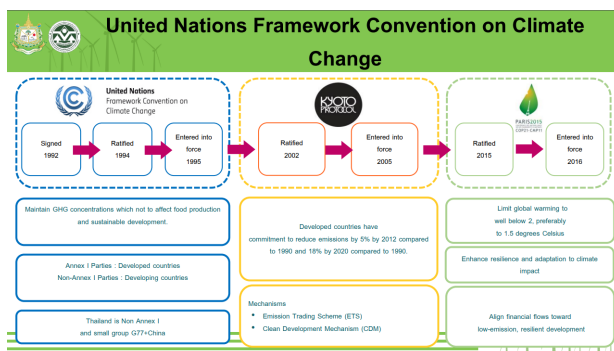 United Nations Framework Convention on Climate
Change
United Nations
Framework Convention on
Climate Change
Signed
1992
Ratified
1994
Entered into
force
1995
Maintain GHG concentrations which not to affect food production
and sustainable development.
Annex I Parties : Developed countries
Non-Annex I Parties : Developing countries
Thailand is Non Annex I
and small group G77+China
KYOTO
PROTOCOL
Ratified
2002
Entered into
force
2005
Developed countries have
commitment to reduce emissions by 5% by 2012 compared
to 1990 and 18% by 2020 compared to 1990.
Mechanisms
• Emission Trading Scheme (ETS)
• Clean Development Mechanism (CDM)
PARIS2015
COP21·CMP11
Ratified
2015
Entered into
force
2016
Limit global warming to
well below 2, preferably
to 1.5 degrees Celsius
Enhance resilience and adaptation to climate
impact
Align financial flows toward
low-emission, resilient development